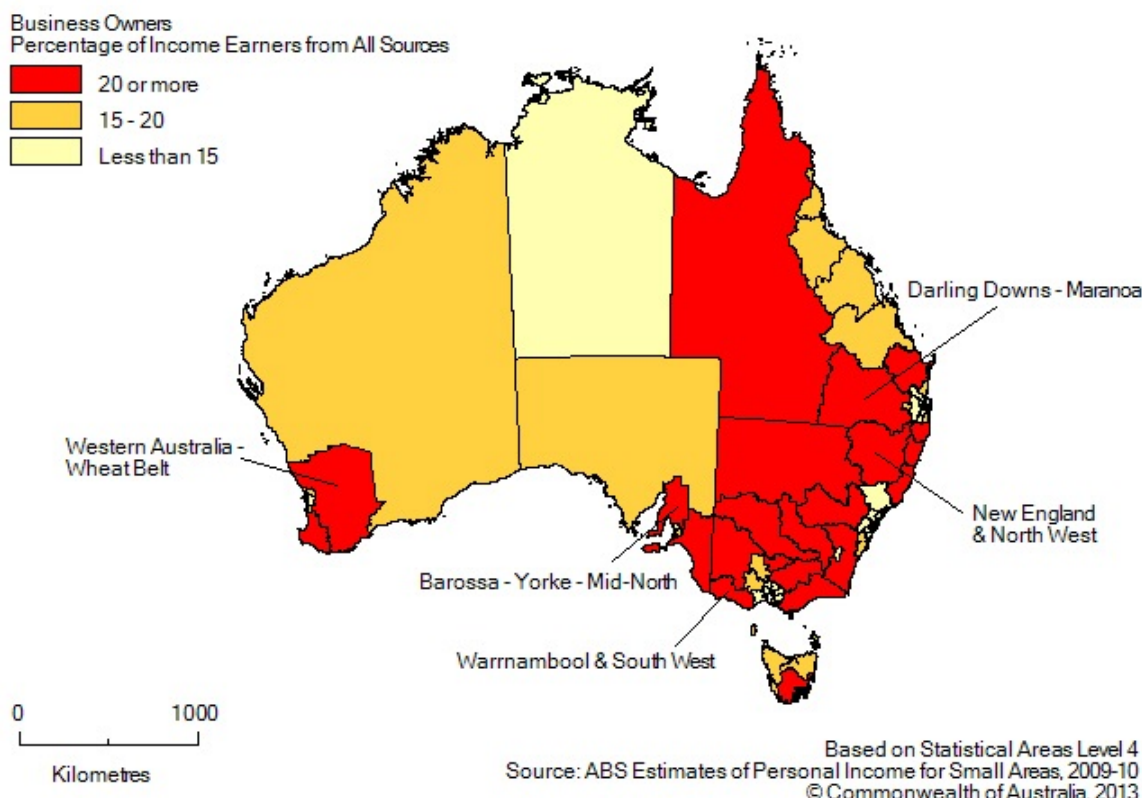 Business Owners
Percentage of Income Earners from All Sources
20 or more
15 - 20
Less than 15
Darling Downs - Maranoa
Western Australia -
Wheat Belt
New England
& North West
Barossa - Yorke - Mid-North
Warrnambool & South West
0 1000
Kilometres
Based on Statistical Areas Level 4
Source: ABS Estimates of Personal Income for Small Areas, 2009-10
© Commonwealth of Australia, 2013